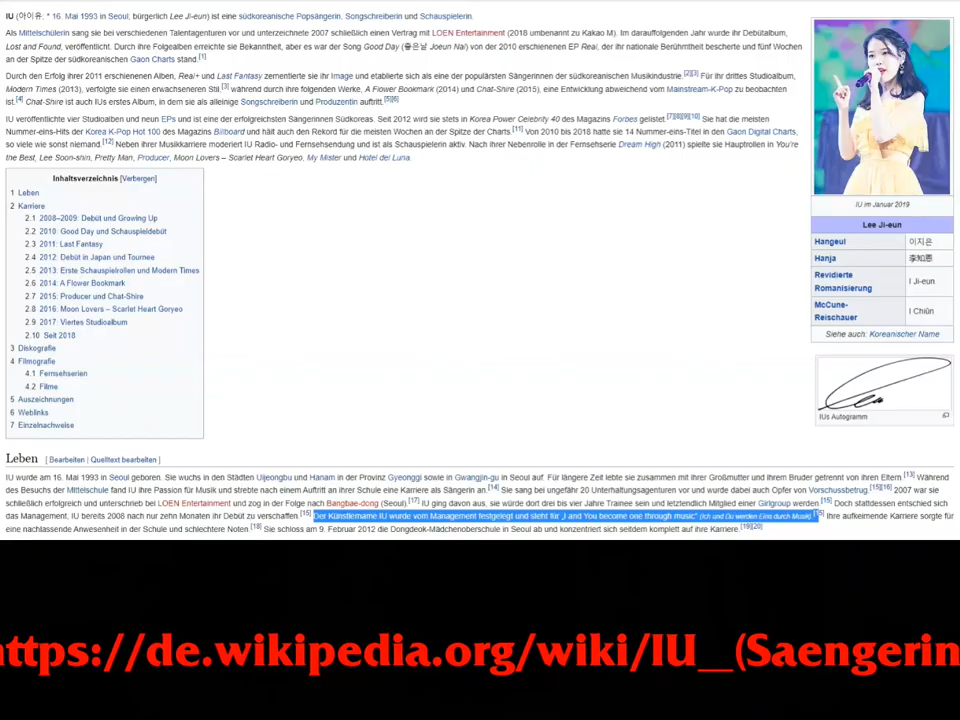 IU (아이유; * 16. Mai 1993 in Seoul, bürgerlich Lee Ji-eun) ist eine südkoreanische Popsängerin, Songschreiberin und Schauspielerin.
Als Mittelschülerin sang sie bei verschiedenen Talentagenturen vor und unterzeichnete 2007 schließlich einen Vertrag mit LOEN Entertainment (2018 umbenannt zu Kakao M). Im darauffolgenden Jahr wurde ihr Debütalbum,
Lost and Found, veröffentlicht. Durch ihre Folgealben erreichte sie Bekanntheit, aber es war der Song Good Day (좋은날 Joeun Nal) von der 2010 erschienenen EP Real, der ihr nationale Berühmtheit bescherte und fünf Wochen
an der Spitze der südkoreanischen Gaon Charts stand.[1]
Durch den Erfolg ihrer 2011 erschienenen Alben, Real+ und Last Fantasy zementierte sie ihr Image und etablierte sich als eine der populärsten Sängerinnen der südkoreanischen Musikindustrie.[2][3] Für ihr drittes Studioalbum,
Modern Times (2013), verfolgte sie einen erwachseneren Stil,[3] während durch ihre folgenden Werke, A Flower Bookmark (2014) und Chat-Shire (2015), eine Entwicklung abweichend vom Mainstream-K-Pop zu beobachten
ist.[4] Chat-Shire ist auch IUs erstes Album, in dem sie als alleinige Songschreiberin und Produzentin auftritt.[5][6]
IU veröffentlichte vier Studioalben und neun EPs und ist eine der erfolgreichsten Sängerinnen Südkoreas. Seit 2012 wird sie stets in Korea Power Celebrity 40 des Magazins Forbes gelistet.[7][8][9][10] Sie hat die meisten
Nummer-eins-Hits der Korea K-Pop Hot 100 des Magazins Billboard und hält auch den Rekord für die meisten Wochen an der Spitze der Charts.[11] Von 2010 bis 2018 hatte sie 14 Nummer-eins-Titel in den Gaon Digital Charts,
so viele wie sonst niemand.[12] Neben ihrer Musikkarriere moderiert IU Radio- und Fernsehsendung und ist als Schauspielerin aktiv. Nach ihrer Nebenrolle in der Fernsehserie Dream High (2011) spielte sie Hauptrollen in You're
the Best, Lee Soon-shin, Pretty Man, Producer, Moon Lovers – Scarlet Heart Goryeo, My Mister und Hotel del Luna.
IU im Januar 2019
Lee Ji-eun
Hangeul 이지은
Hanja 李知恩
Revidierte
Romanisierung I Ji-eun
McCune-
Reischauer I Chiŭn
Siehe auch: Koreanischer Name
IUs Autogramm
Inhaltsverzeichnis [Verbergen]
1 Leben
2 Karriere
2.1 2008–2009: Debüt und Growing Up
2.2 2010: Good Day und Schauspieldebüt
2.3 2011: Last Fantasy
2.4 2012: Debüt in Japan und Tournee
2.5 2013: Erste Schauspielrollen und Modern Times
2.6 2014: A Flower Bookmark
2.7 2015: Producer und Chat-Shire
2.8 2016: Moon Lovers – Scarlet Heart Goryeo
2.9 2017: Viertes Studioalbum
2.10 Seit 2018
3 Diskografie
4 Filmografie
4.1 Fernsehserien
4.2 Filme
5 Auszeichnungen
6 Weblinks
7 Einzelnachweise
Leben [ Bearbeiten | Quelltext bearbeiten ]
IU wurde am 16. Mai 1993 in Seoul geboren. Sie wuchs in den Städten Uijeongbu und Hanam in der Provinz Gyeonggi sowie in Gwangjin-gu in Seoul auf. Für längere Zeit lebte sie zusammen mit ihrer Großmutter und ihrem Bruder getrennt von ihren Eltern.[13] Während
des Besuchs der Mittelschule fand IU ihre Passion für Musik und strebte nach einem Auftritt an ihrer Schule eine Karriere als Sängerin an.[14] Sie sang bei ungefähr 20 Unterhaltungsagenturen vor und wurde dabei auch Opfer von Vorschussbetrug.[15][16] 2007 war sie
schließlich erfolgreich und unterschrieb bei LOEN Entertainment und zog in der Folge nach Bangbae-dong (Seoul).[17] IU ging davon aus, sie würde dort drei bis vier Jahre Trainee sein und letztendlich Mitglied einer Girlgroup werden.[15] Doch stattdessen entschied sich
das Management, IU bereits 2008 nach nur zehn Monaten ihr Debüt zu verschaffen.[15] Der Künstlername IU wurde vom Management festgelegt und steht für „I and You become one through music“ (Ich und Du werden Eins durch Musik).[15] Ihre aufkeimende Karriere sorgte für
eine nachlassende Anwesenheit in der Schule und schlechtere Noten.[18] Sie schloss am 9. Februar 2012 die Dongdeok-Mädchenoberschule in Seoul ab und konzentriert sich seitdem komplett auf ihre Karriere.[19][20]
https://de.wikipedia.org/wiki/IU_(Saengerin